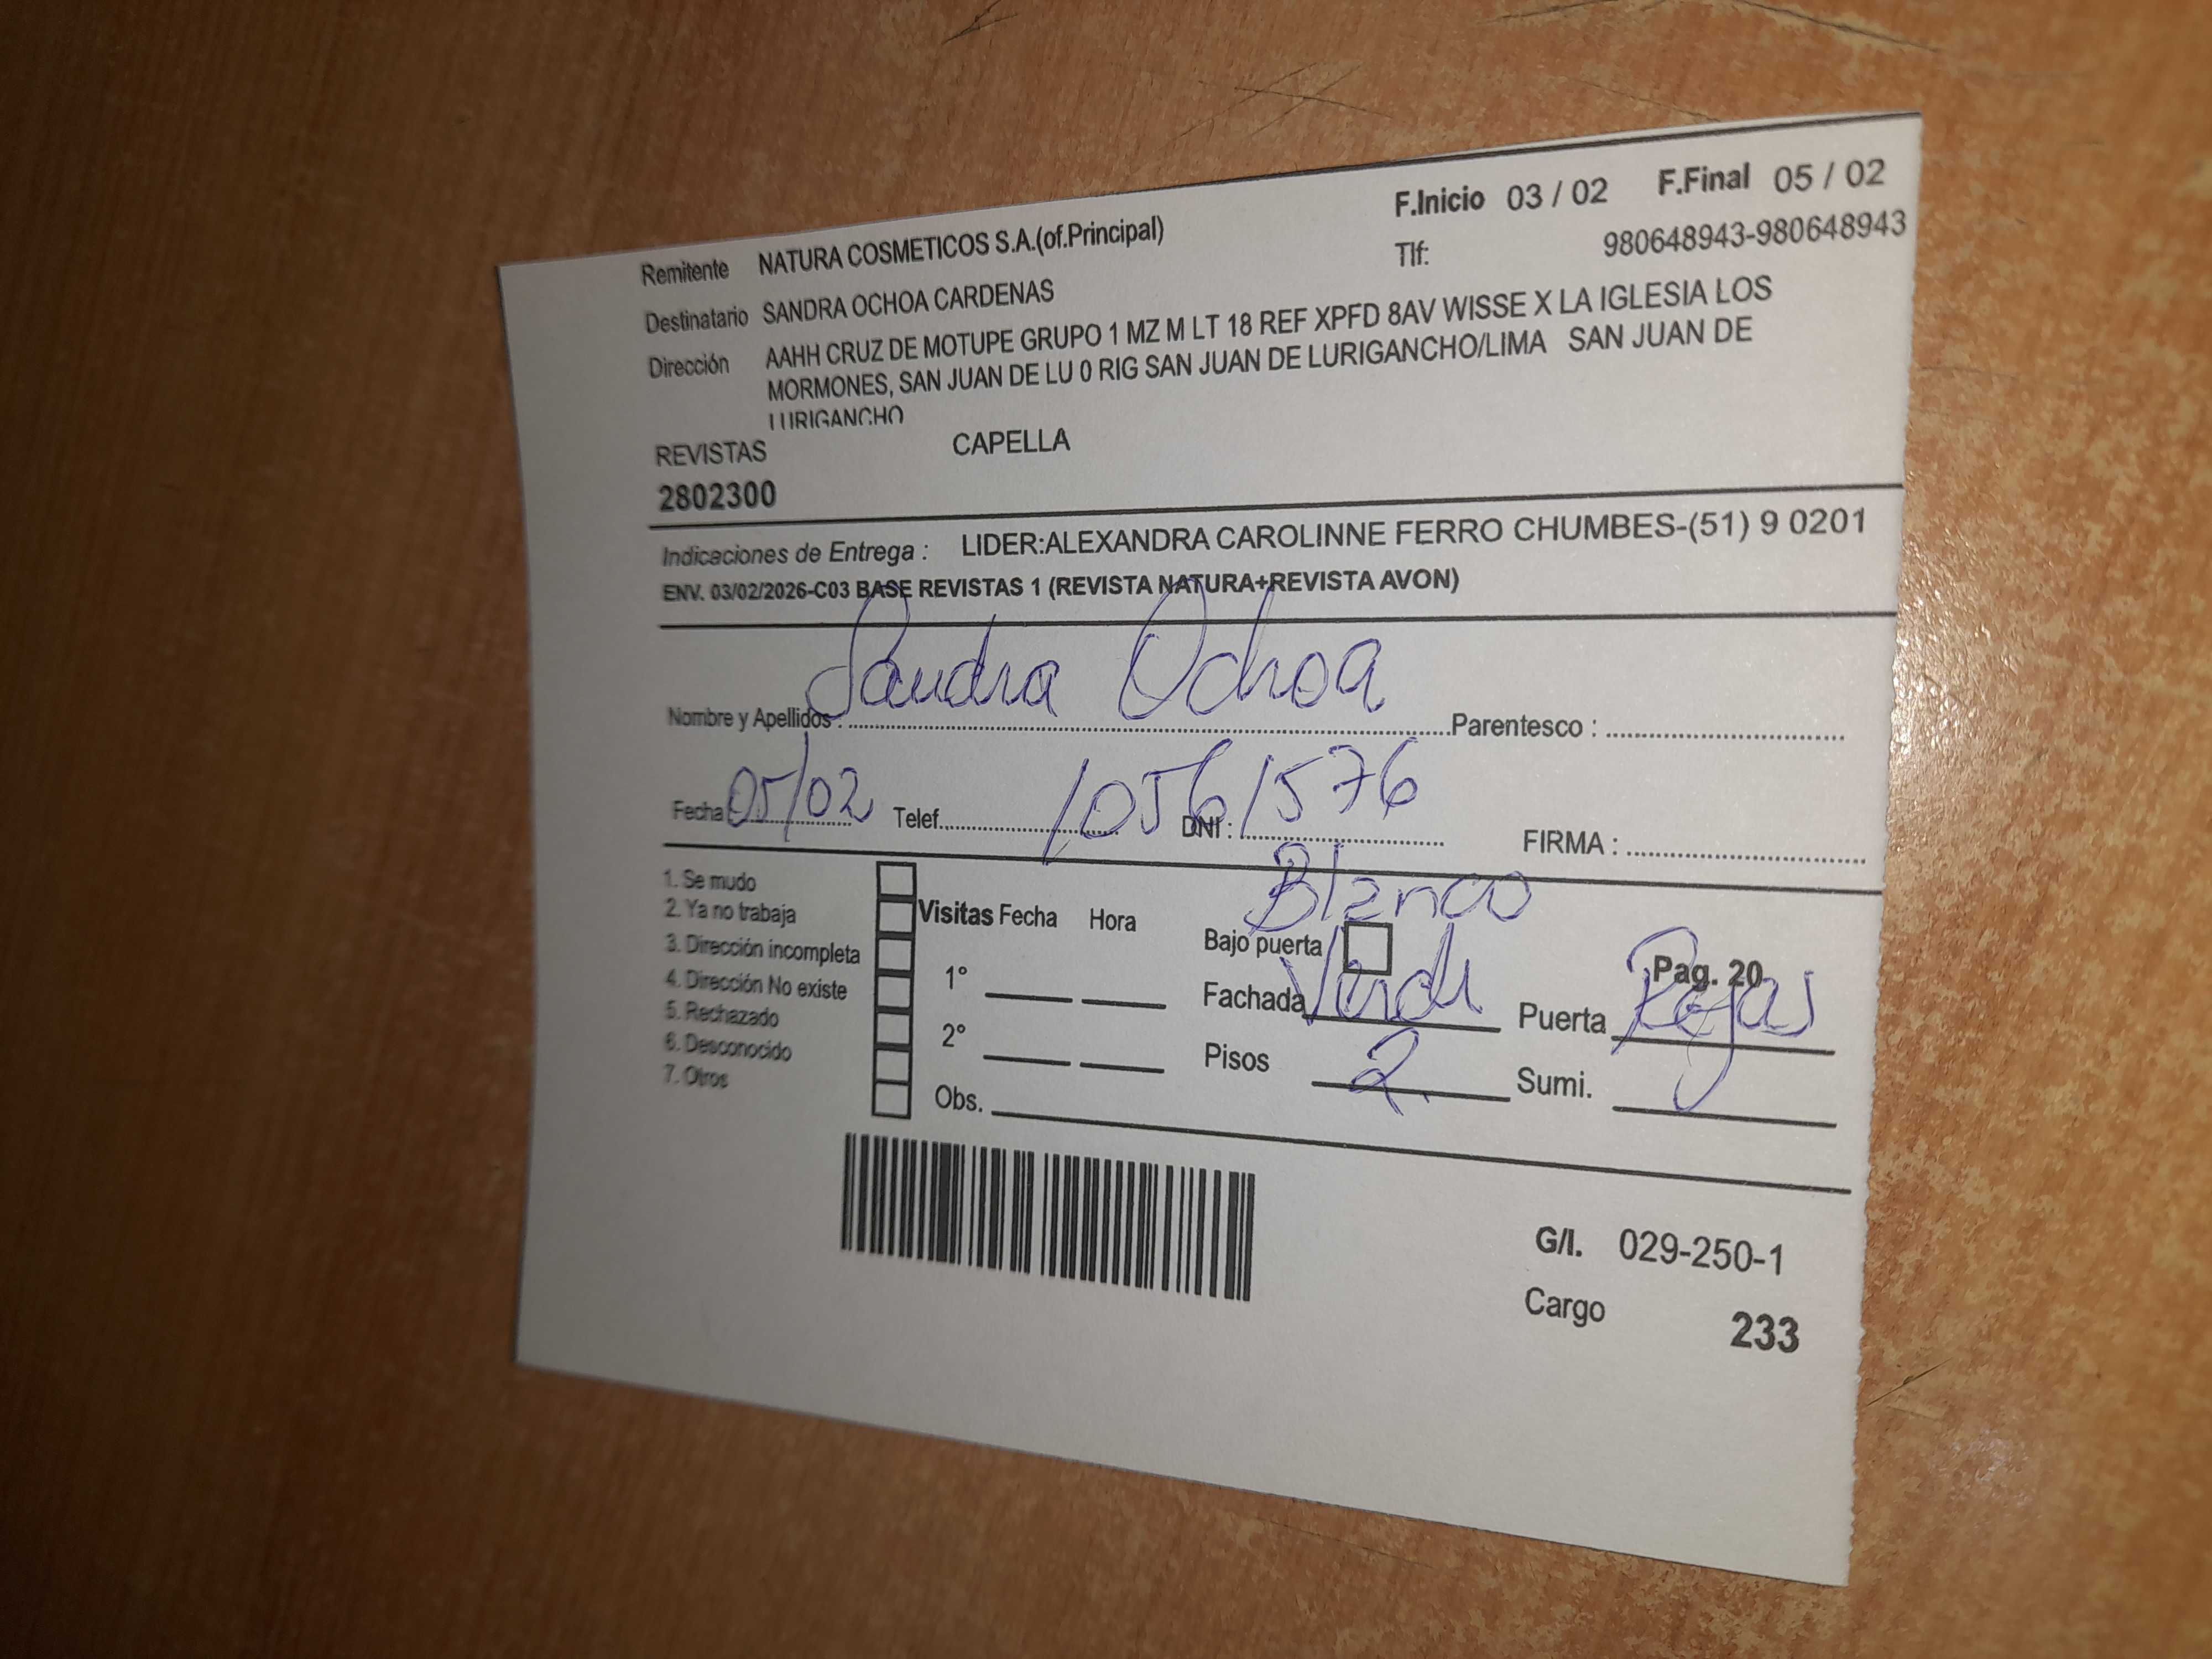 F.Inicio 03 / 02 F.Final 05 / 02
Remitente NATURA COSMETICOS S.A.(of.Principal) Tlf: 980648943-980648943
Destinatario SANDRA OCHOA CARDENAS
Dirección AAHH CRUZ DE MOTUPE GRUPO 1 MZ M LT 18 REF XPFD 8AV WISSE X LA IGLESIA LOS
MORMONES, SAN JUAN DE LU 0 RIG SAN JUAN DE LURIGANCHO/LIMA SAN JUAN DE
LURIGANCHO
REVISTAS CAPELLA
2802300
Indicaciones de Entrega : LIDER:ALEXANDRA CAROLINNE FERRO CHUMBES-(51) 9 0201
ENV. 03/02/2026-C03 BASE REVISTAS 1 (REVISTA NATURA+REVISTA AVON)
Nombre y Apellidos : Sandra Ochoa Parentesco :
Fecha 05/02 Telef. DNI : 10561576 FIRMA :
1. Se mudo
2. Ya no trabaja
3. Dirección incompleta
4. Dirección No existe
5. Rechazado
6. Desconocido
7. Otros
Visitas Fecha Hora
1°
2°
Obs.
Blanco
Bajo puerta Pag. 20
Fachada Verde Puerta Rejas
Pisos 2. Sumi.
G/I. 029-250-1
Cargo 233